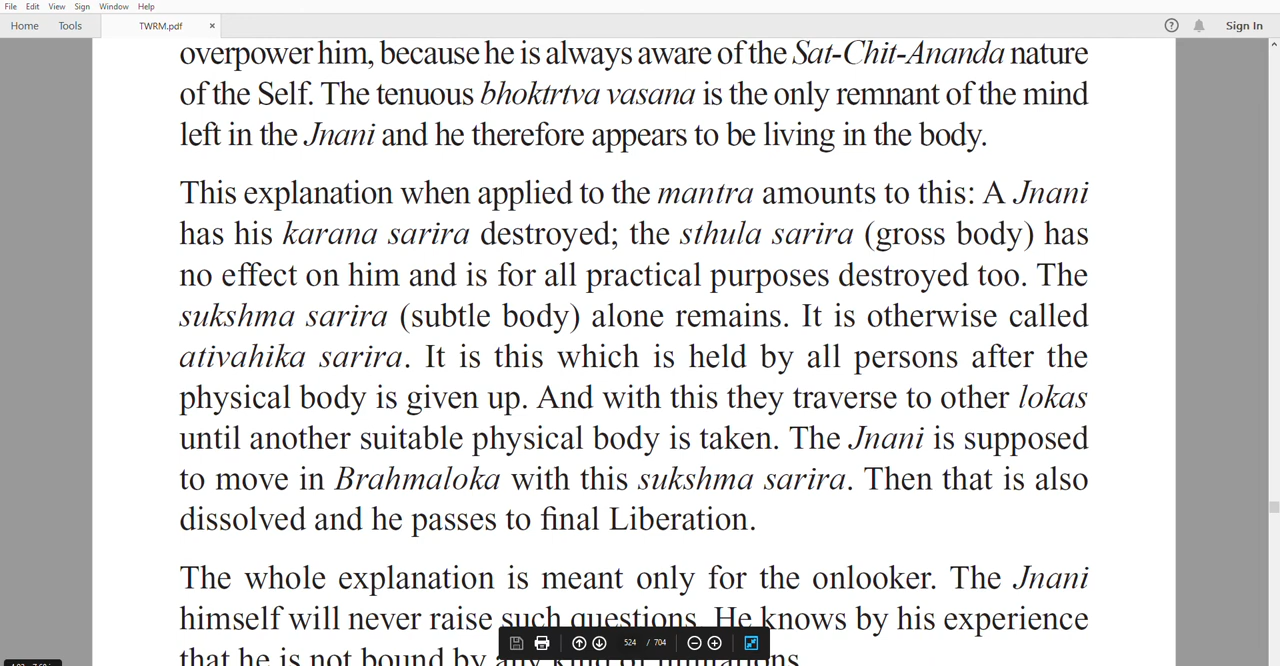 File Edit View Sign Window Help
Home Tools TWRM.pdf × ? Sign In
overpower him, because he is always aware of the Sat-Chit-Ananda nature
of the Self. The tenuous bhoktrtva vasana is the only remnant of the mind
left in the Jnani and he therefore appears to be living in the body.
This explanation when applied to the mantra amounts to this: A Jnani
has his karana sarira destroyed; the sthula sarira (gross body) has
no effect on him and is for all practical purposes destroyed too. The
sukshma sarira (subtle body) alone remains. It is otherwise called
ativahika sarira. It is this which is held by all persons after the
physical body is given up. And with this they traverse to other lokas
until another suitable physical body is taken. The Jnani is supposed
to move in Brahmaloka with this sukshma sarira. Then that is also
dissolved and he passes to final Liberation.
The whole explanation is meant only for the onlooker. The Jnani
himself will never raise such questions. He knows by his experience
that he is not bound by any kind of limitations.
524 / 704